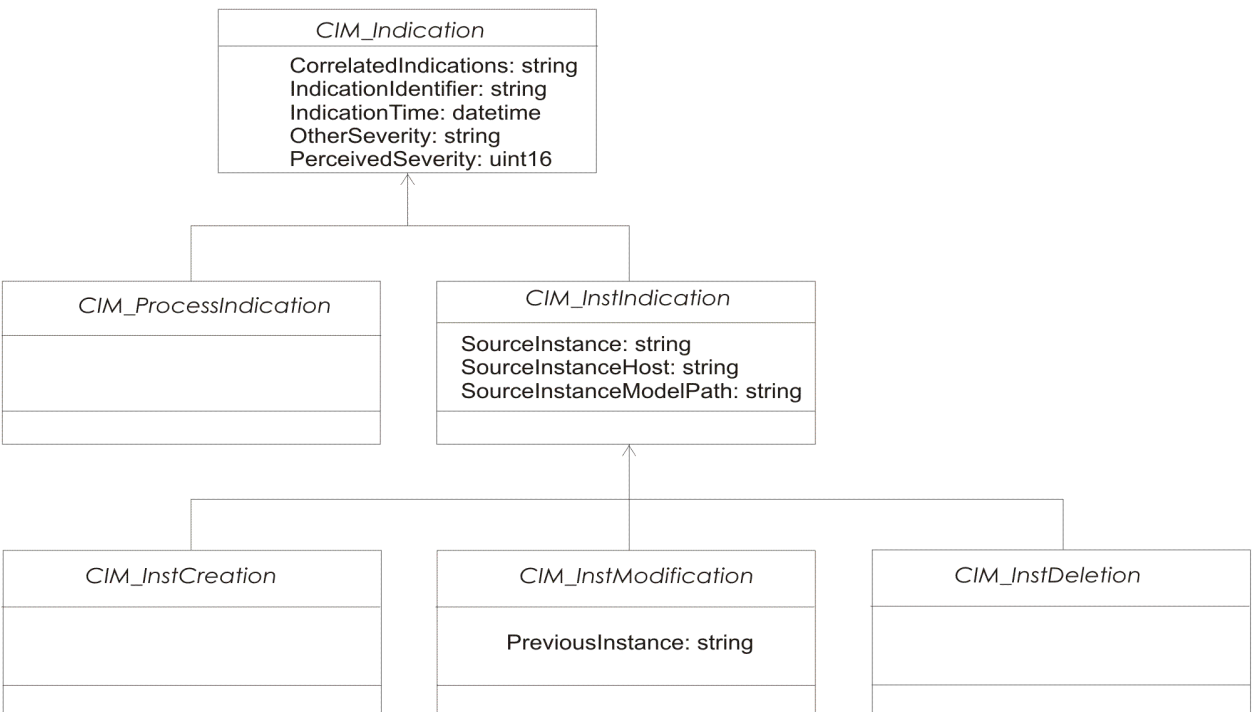 CIM_Indication
CorrelatedIndications: string
IndicationIdentifier: string
IndicationTime: datetime
OtherSeverity: string
PerceivedSeverity: uint16
CIM_ProcessIndication
CIM_InstIndication
SourceInstance: string
SourceInstanceHost: string
SourceInstanceModelPath: string
CIM_InstCreation
CIM_InstModification
PreviousInstance: string
CIM_InstDeletion